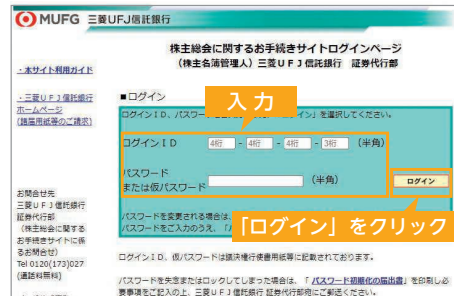 MUFG 三菱UFJ信託銀行
株主総会に関するお手続きサイトログインページ
(株主名簿管理人)三菱UFJ信託銀行 証券代行部
・本サイト利用ガイド
・三菱UFJ信託銀行
ホームページ
(諸届用紙等のご請求)
お問合せ先
三菱UFJ信託銀行
証券代行部
(株主総会に関する
お手続きサイトに係
るお問合せ)
Tel 0120(173)027
(通話料無料)
■ログイン
入力
ログインID、パスワー
ン」を選択してください。
ログインID 4桁 - 4桁 - 4桁 - 3桁 (半角)
パスワード
または仮パスワード (半角)
ログイン
「ログイン」をクリック
パスワードを変更される場合は、
パスワードをご入力のうえ、「
ログインID、仮パスワードは議決権行使書用紙等に記載されております。
パスワードを失念またはロックしてしまった場合は、「パスワード初期化の届出書」を印刷し必
要事項をご記入の上、三菱UFJ信託銀行 証券代行部宛にご郵送ください。